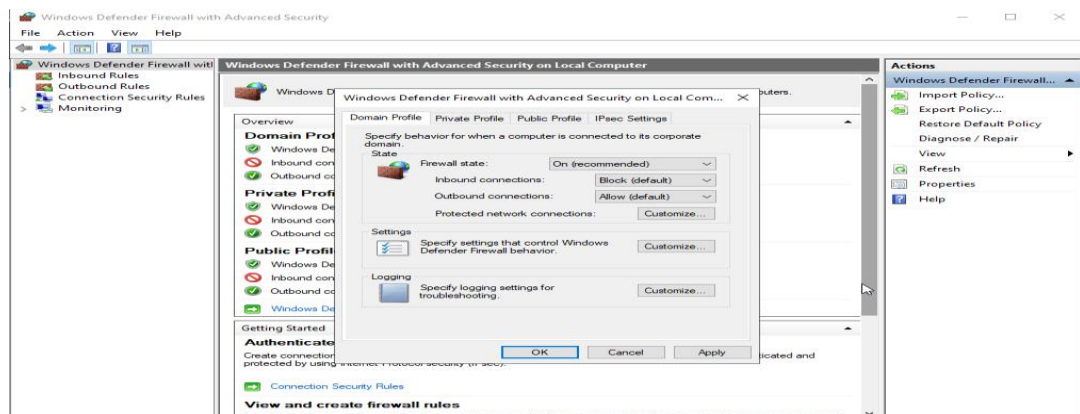 Windows Defender Firewall with Advanced Security
File Action View Help
Windows Defender Firewall with
Inbound Rules
Outbound Rules
Connection Security Rules
Monitoring
Windows Defender Firewall with Advanced Security on Local Computer
Windows D
puters.
Overview
Domain Prof
Windows De
Inbound con
Outbound co
Private Profi
Windows De
Inbound con
Outbound co
Public Profil
Windows De
Inbound con
Outbound co
Windows De
Getting Started
Authenticate
Create connection
ticated and
protected by using Internet Protocol security (IPsec).
Connection Security Rules
View and create firewall rules
Windows Defender Firewall with Advanced Security on Local Com...
Domain Profile Private Profile Public Profile IPsec Settings
Specify behavior for when a computer is connected to its corporate
domain.
State
Firewall state: On (recommended)
Inbound connections: Block (default)
Outbound connections: Allow (default)
Protected network connections: Customize...
Settings
Specify settings that control Windows
Defender Firewall behavior.
Customize...
Logging
Specify logging settings for
troubleshooting.
Customize...
OK Cancel Apply
Actions
Windows Defender Firewall...
Import Policy...
Export Policy...
Restore Default Policy
Diagnose / Repair
View
Refresh
Properties
Help